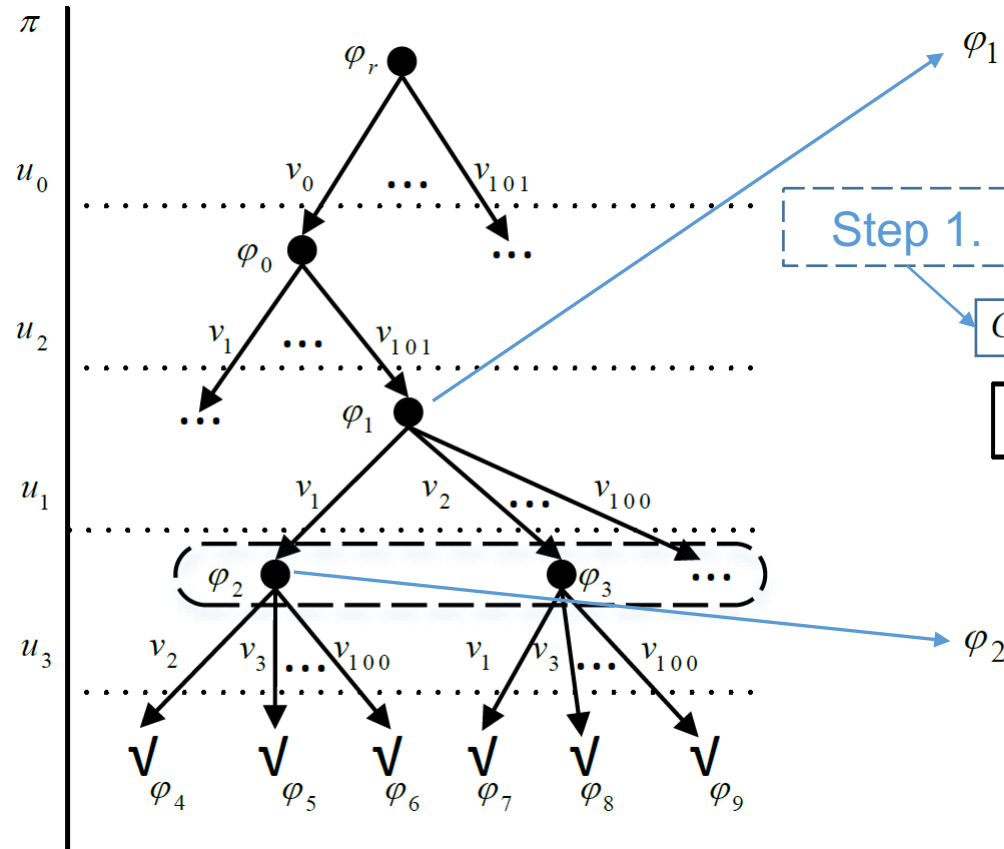 π
φr
φ1
u0 v0 ... v101
Step 1.
φ0 ...
u2 v1 ... v101
... φ1
u1 v1 v2 ... v100
φ2 φ3 ...
u3 v2 v3 ... v100 v1 v3 ... v100
φ2
√ √ √ √ √ √
φ4 φ5 φ6 φ7 φ8 φ9